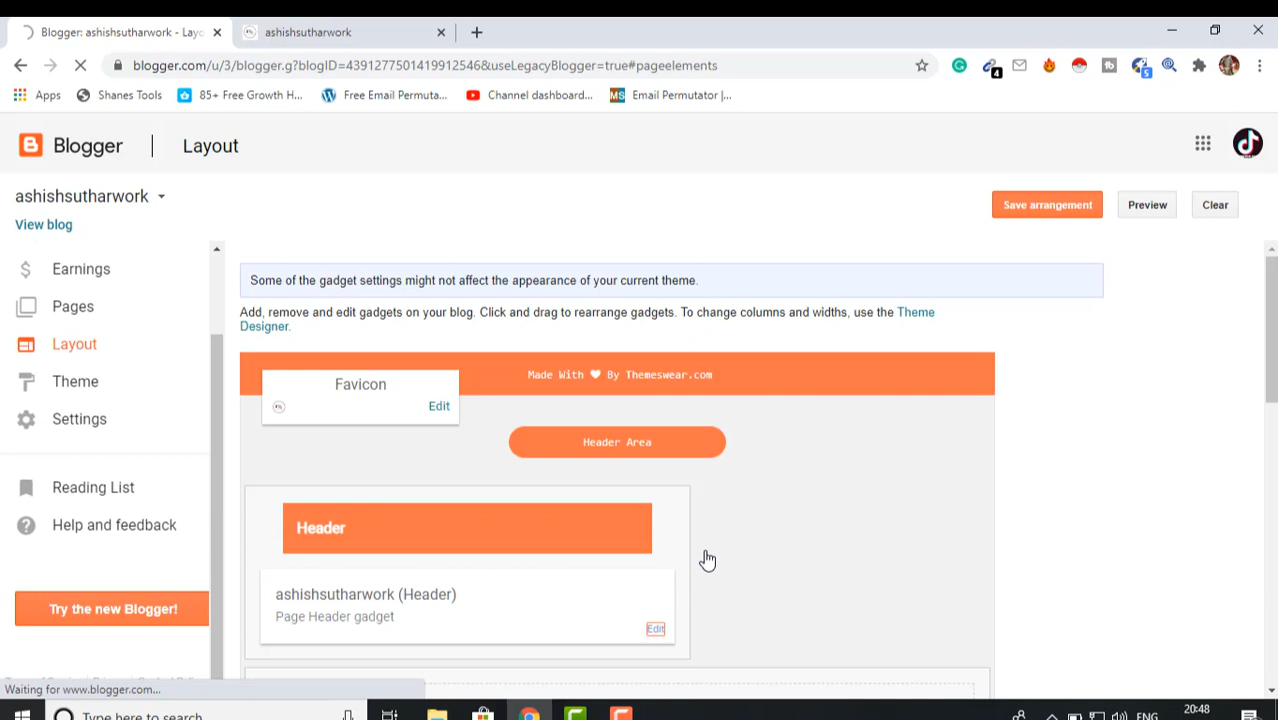 Blogger: ashishsutharwork - Layo
ashishsutharwork
blogger.com/u/3/blogger.g?blogID=4391277501419912546&useLegacyBlogger=true#pageelements
4
5
Apps
Shanes Tools
85+ Free Growth H...
Free Email Permuta...
Channel dashboard...
MS
Email Permutator |...
Blogger
Layout
ashishsutharwork
View blog
Save arrangement
Preview
Clear
Earnings
Pages
Layout
Theme
Settings
Reading List
Help and feedback
Try the new Blogger!
Some of the gadget settings might not affect the appearance of your current theme.
Add, remove and edit gadgets on your blog. Click and drag to rearrange gadgets. To change columns and widths, use the Theme
Designer.
Made With ❤ By Themeswear.com
Favicon
Edit
Header Area
Header
ashishsutharwork (Header)
Page Header gadget
Edit
Waiting for www.blogger.com...
Type here to search
ENG
20:48